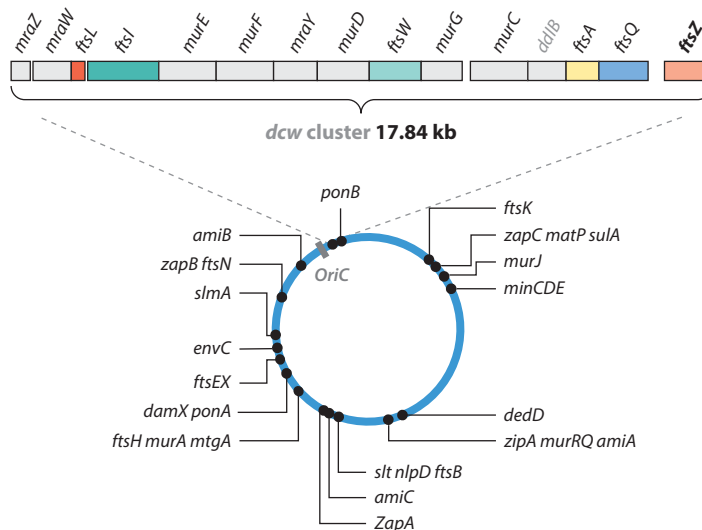 mraZ
mraW
ftsL
ftsI
murE
murF
mraY
murD
ftsW
murG
murC
ddlB
ftsA
ftsQ
ftsZ
dcw cluster 17.84 kb
ponB
ftsK
amiB
zapC matP sulA
zapB ftsN
murJ
OriC
slmA
minCDE
envC
ftsEX
damX ponA
dedD
ftsH murA mtgA
zipA murRQ amiA
slt nlpD ftsB
amiC
ZapA